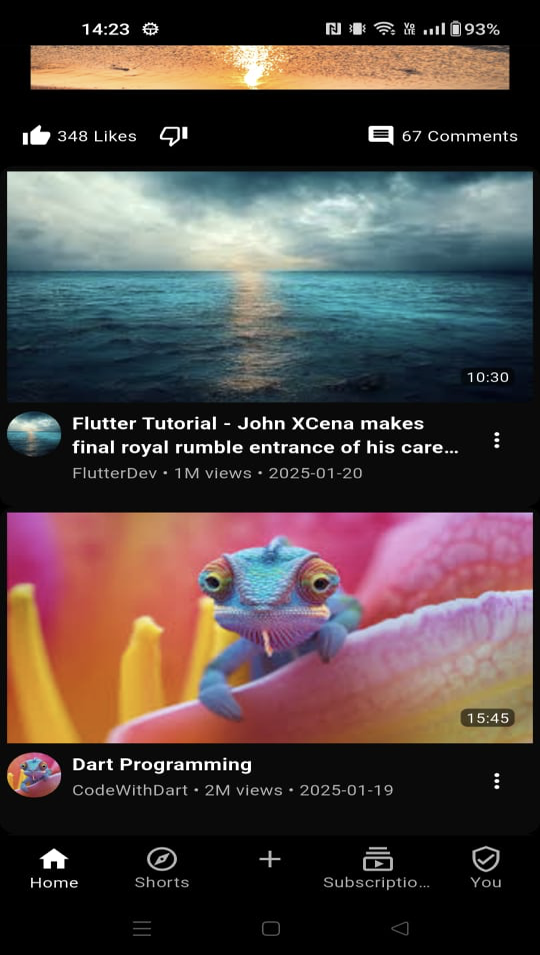 14:23 Vo LTE 93%
348 Likes 67 Comments
10:30
Flutter Tutorial - John XCena makes
final royal rumble entrance of his care...
FlutterDev • 1M views • 2025-01-20
15:45
Dart Programming
CodeWithDart • 2M views • 2025-01-19
Home Shorts Subscriptio... You